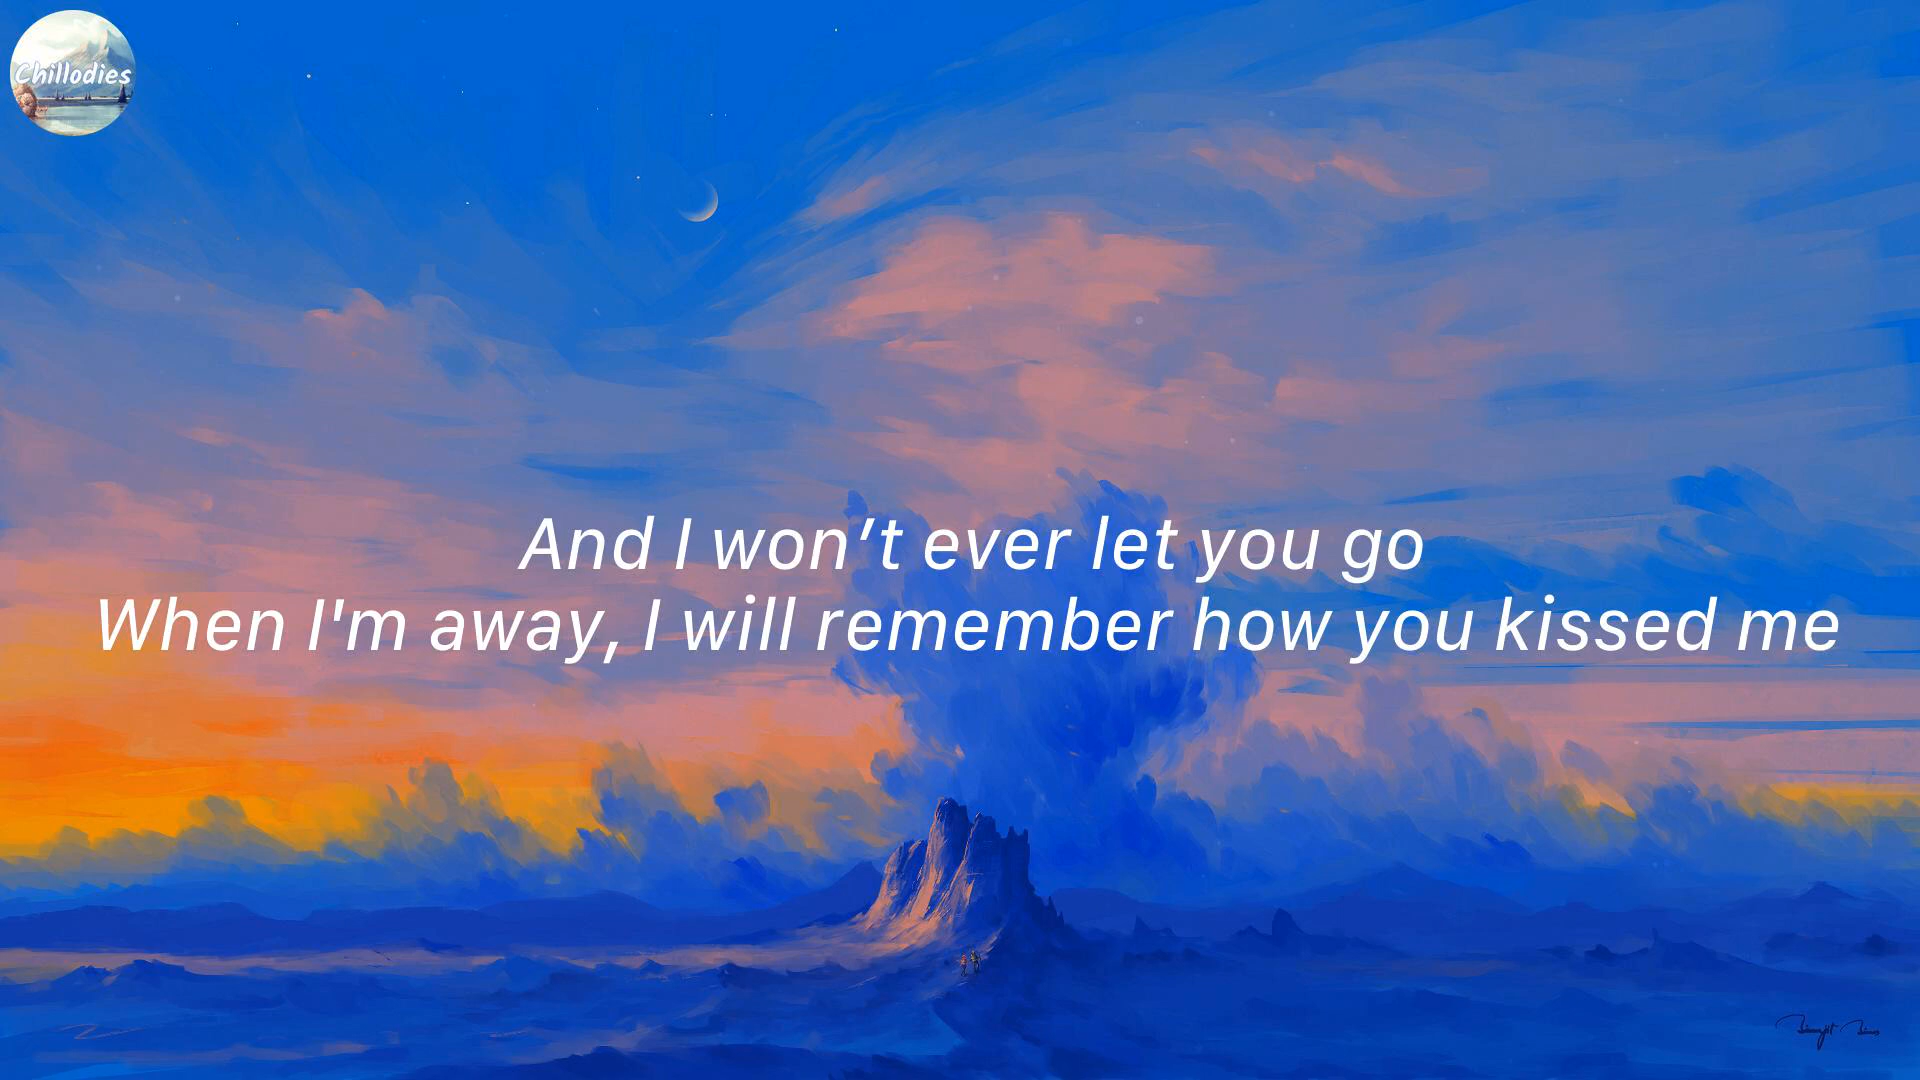 Chillodies
And I won’t ever let you go
When I'm away, I will remember how you kissed me